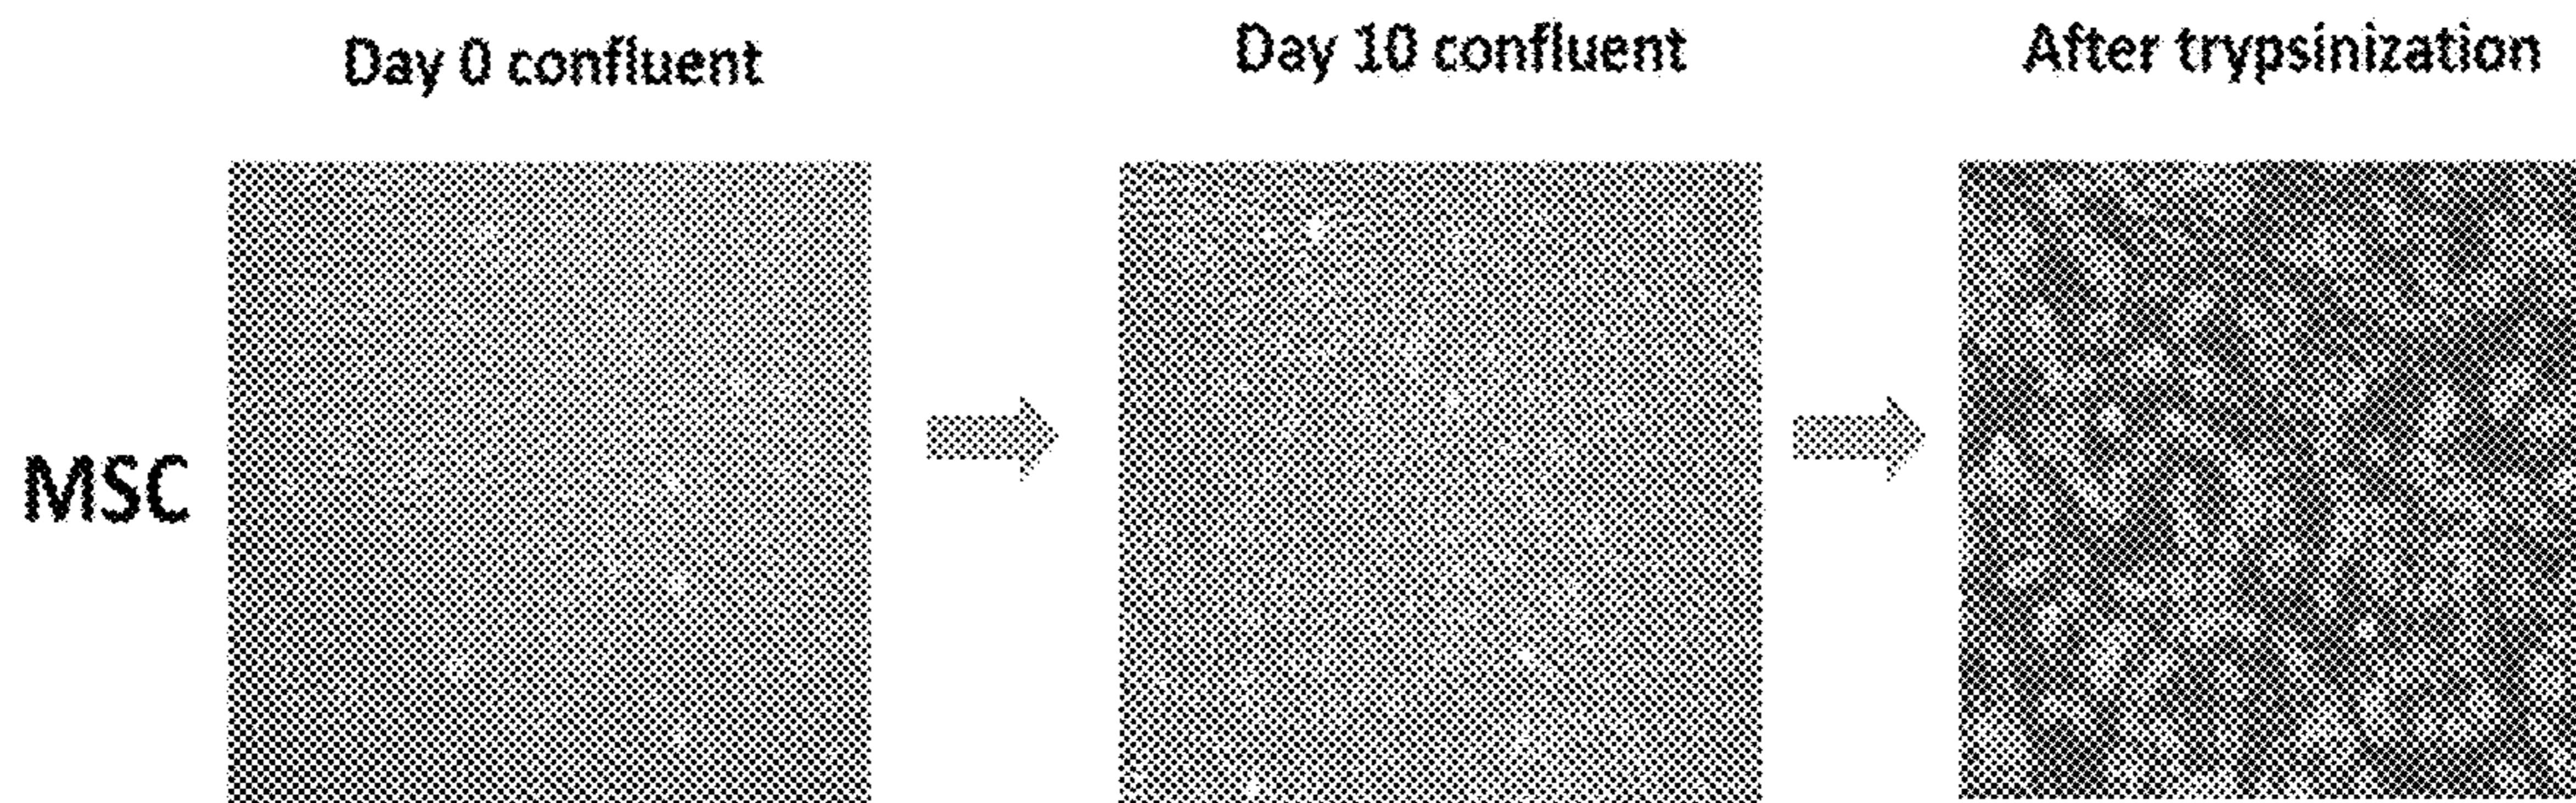 Day 0 confluent
Day 10 confluent
After trypsinization
MSC